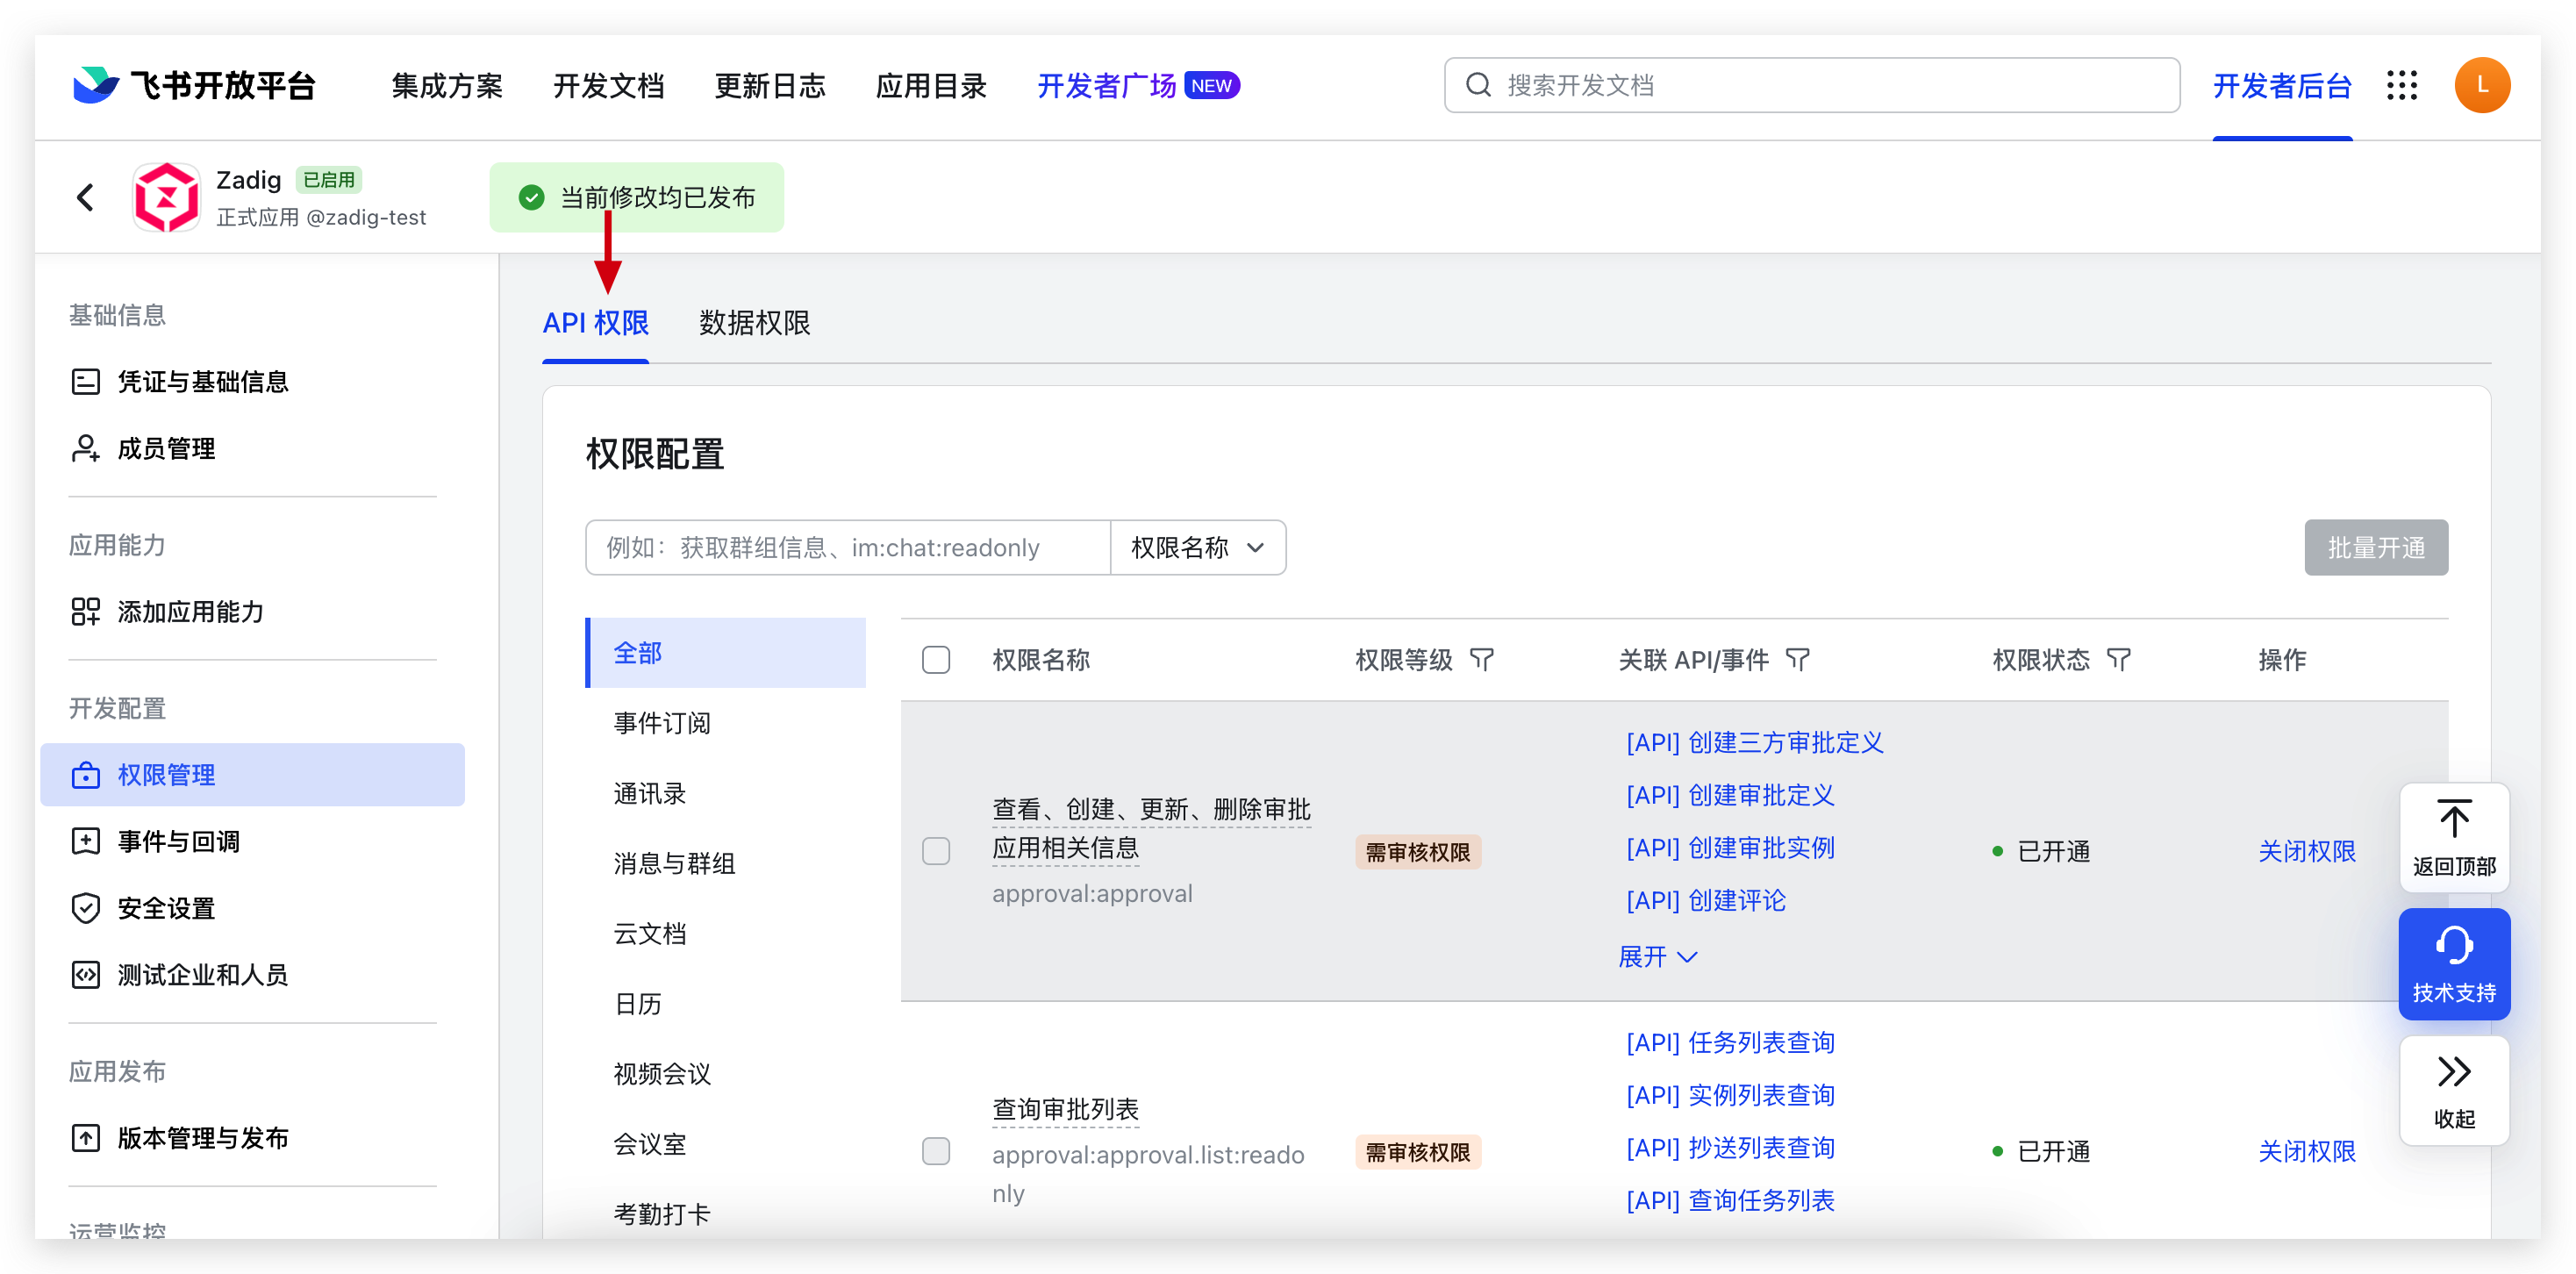 飞书开放平台 集成方案 开发文档 更新日志 应用目录 开发者广场 NEW 搜索开发文档 开发者后台 L
Zadig 已启用
正式应用 @zadig-test
当前修改均已发布
基础信息
凭证与基础信息
成员管理
应用能力
添加应用能力
开发配置
权限管理
事件与回调
安全设置
测试企业和人员
应用发布
版本管理与发布
运营监控
API 权限 数据权限
权限配置
例如：获取群组信息、im:chat:readonly 权限名称 批量开通
全部
事件订阅
通讯录
消息与群组
云文档
日历
视频会议
会议室
考勤打卡
权限名称 权限等级 关联 API/事件 权限状态 操作
查看、创建、更新、删除审批
应用相关信息
approval:approval
需审核权限
[API] 创建三方审批定义
[API] 创建审批定义
[API] 创建审批实例
[API] 创建评论
展开
已开通
关闭权限
查询审批列表
approval:approval.list:reado
nly
需审核权限
[API] 任务列表查询
[API] 实例列表查询
[API] 抄送列表查询
[API] 查询任务列表
已开通
关闭权限
返回顶部
技术支持
收起